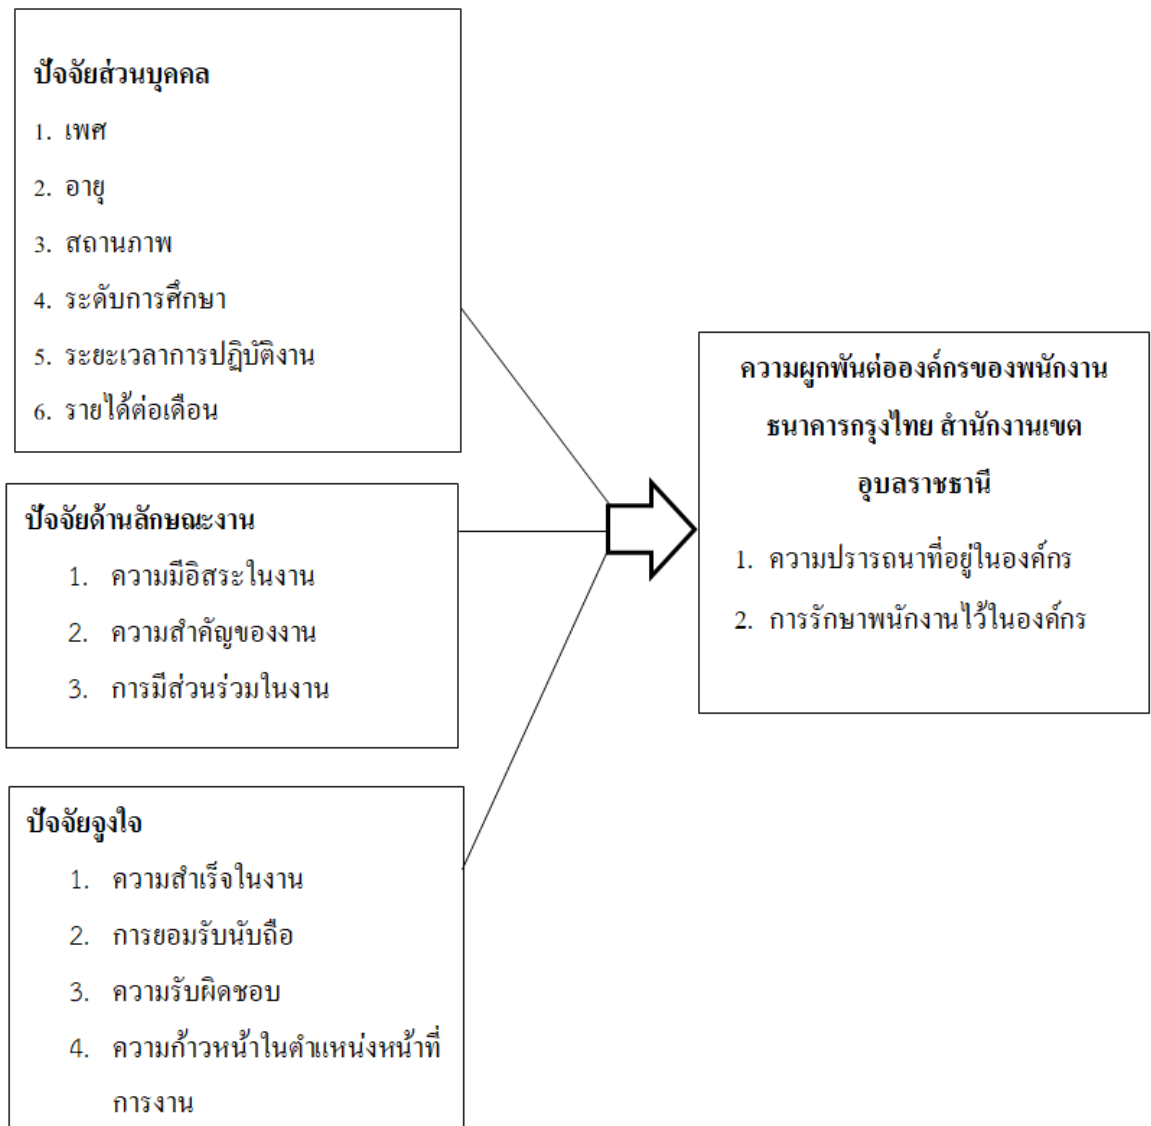 ปัจจัยส่วนบุคคล
1. เพศ
2. อายุ
3. สถานภาพ
4. ระดับการศึกษา
5. ระยะเวลาการปฏิบัติงาน
6. รายได้ต่อเดือน
ปัจจัยด้านลักษณะงาน
1. ความมีอิสระในงาน
2. ความสำคัญของงาน
3. การมีส่วนร่วมในงาน
ปัจจัยจูงใจ
1. ความสำเร็จในงาน
2. การยอมรับนับถือ
3. ความรับผิดชอบ
4. ความก้าวหน้าในตำแหน่งหน้าที่
การงาน
ความผูกพันต่อองค์กรของพนักงาน
ธนาคารกรุงไทย สำนักงานเขต
อุบลราชธานี
1. ความปรารถนาที่อยู่ในองค์กร
2. การรักษาพนักงานไว้ในองค์กร